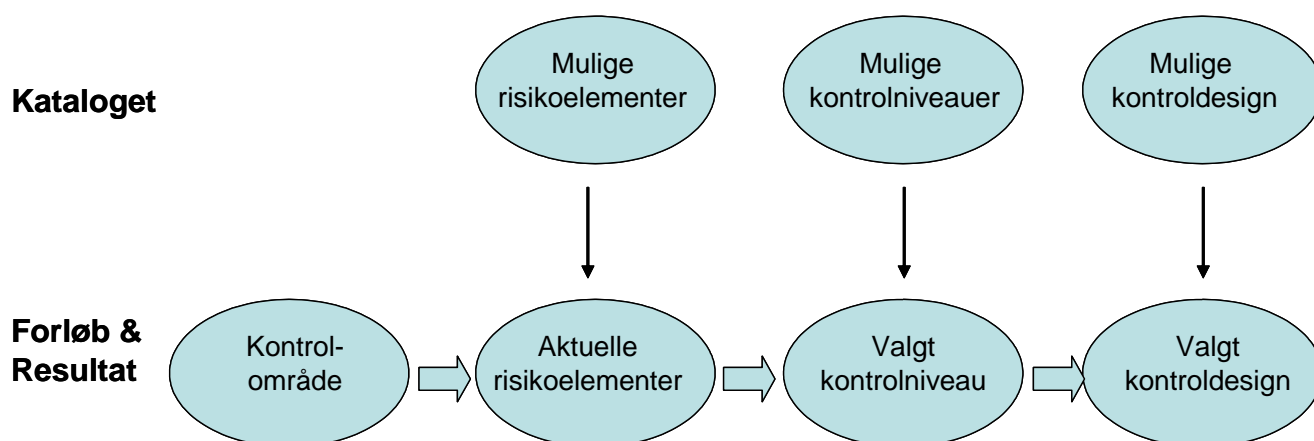 Kataloget
Mulige
risikoelementer
Mulige
kontrolniveauer
Mulige
kontroldesign
Forløb &
Resultat
Kontrol-
område
Aktuelle
risikoelementer
Valgt
kontrolniveau
Valgt
kontroldesign